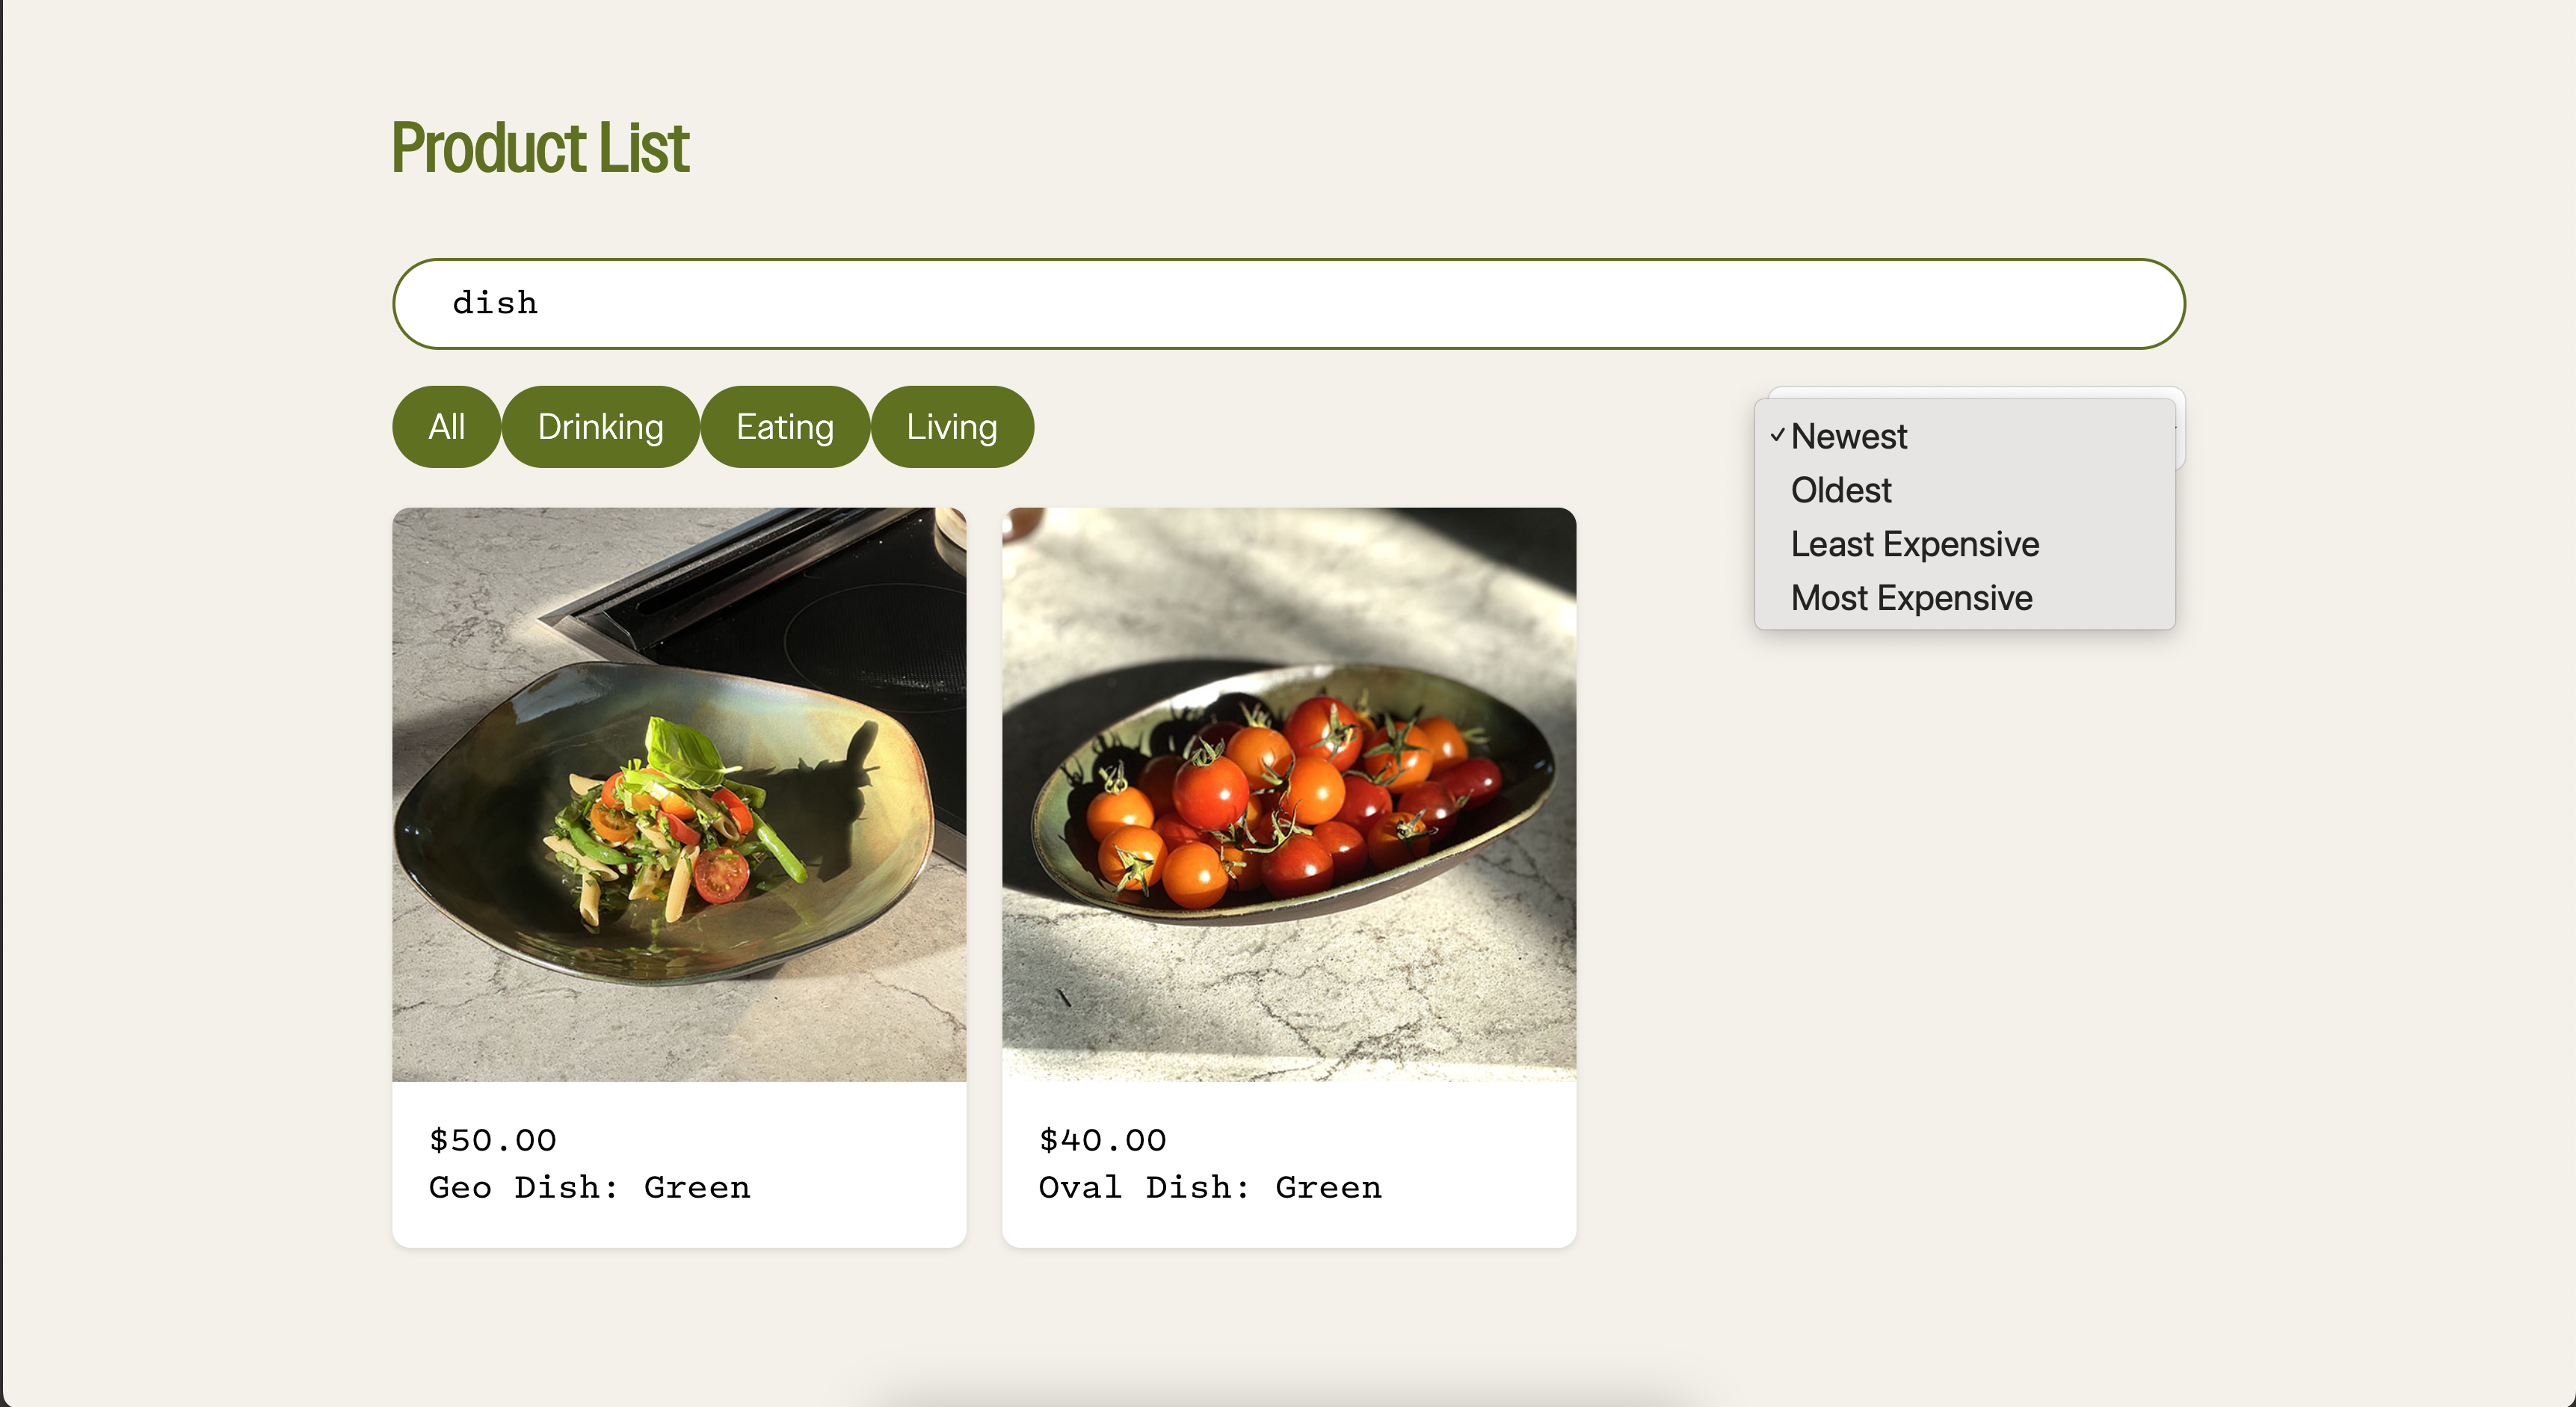 Product List
dish
All
Drinking
Eating
Living
Newest
Oldest
Least Expensive
Most Expensive
$50.00
Geo Dish: Green
$40.00
Oval Dish: Green